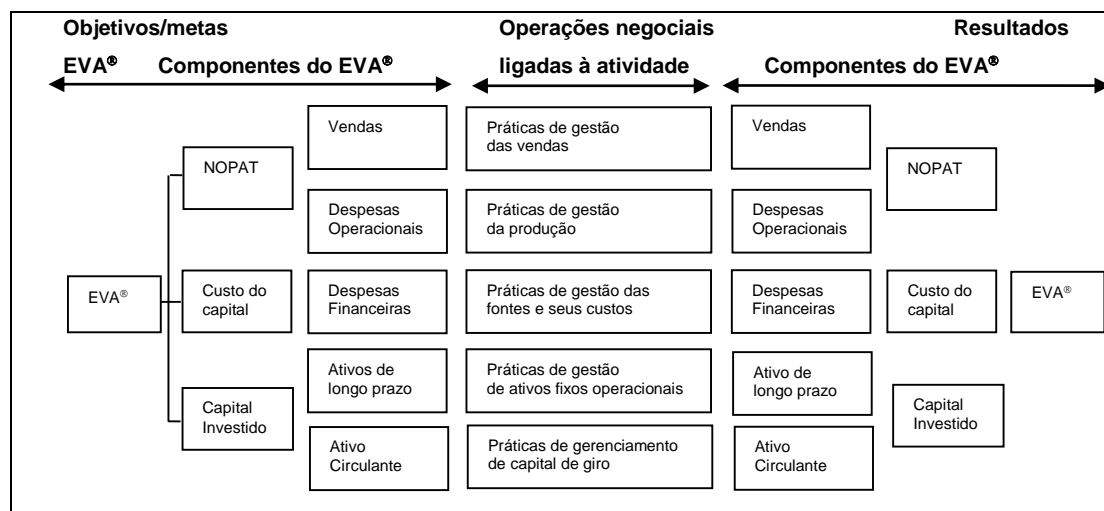 Objetivos/metas Operações negociais Resultados
EVA® Componentes do EVA® ligadas à atividade Componentes do EVA®
Vendas
Práticas de gestão
das vendas
Vendas
NOPAT
NOPAT
Despesas
Operacionais
Práticas de gestão
da produção
Despesas
Operacionais
EVA®
Custo do
capital
Despesas
Financeiras
Práticas de gestão das
fontes e seus custos
Despesas
Financeiras
Custo do
capital
EVA®
Ativos de
longo prazo
Práticas de gestão
de ativos fixos operacionais
Ativo de
longo prazo
Capital
Investido
Capital
Investido
Ativo
Circulante
Práticas de gerenciamento
de capital de giro
Ativo
Circulante